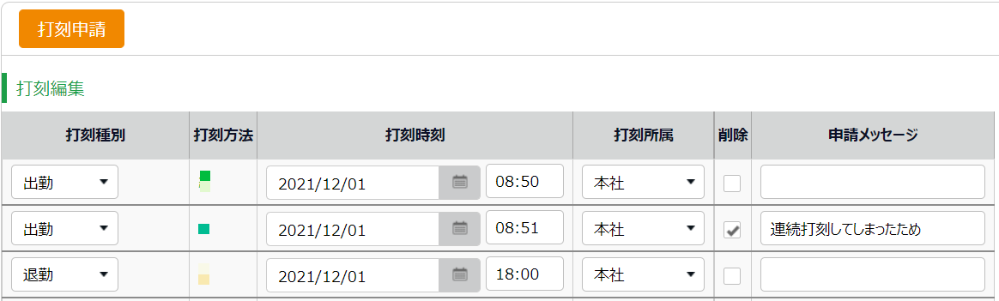 打刻申請
打刻編集
打刻種別 打刻方法 打刻時刻 打刻所属 削除 申請メッセージ
出勤 2021/12/01 08:50 本社
出勤 2021/12/01 08:51 本社 連続打刻してしまったため
退勤 2021/12/01 18:00 本社